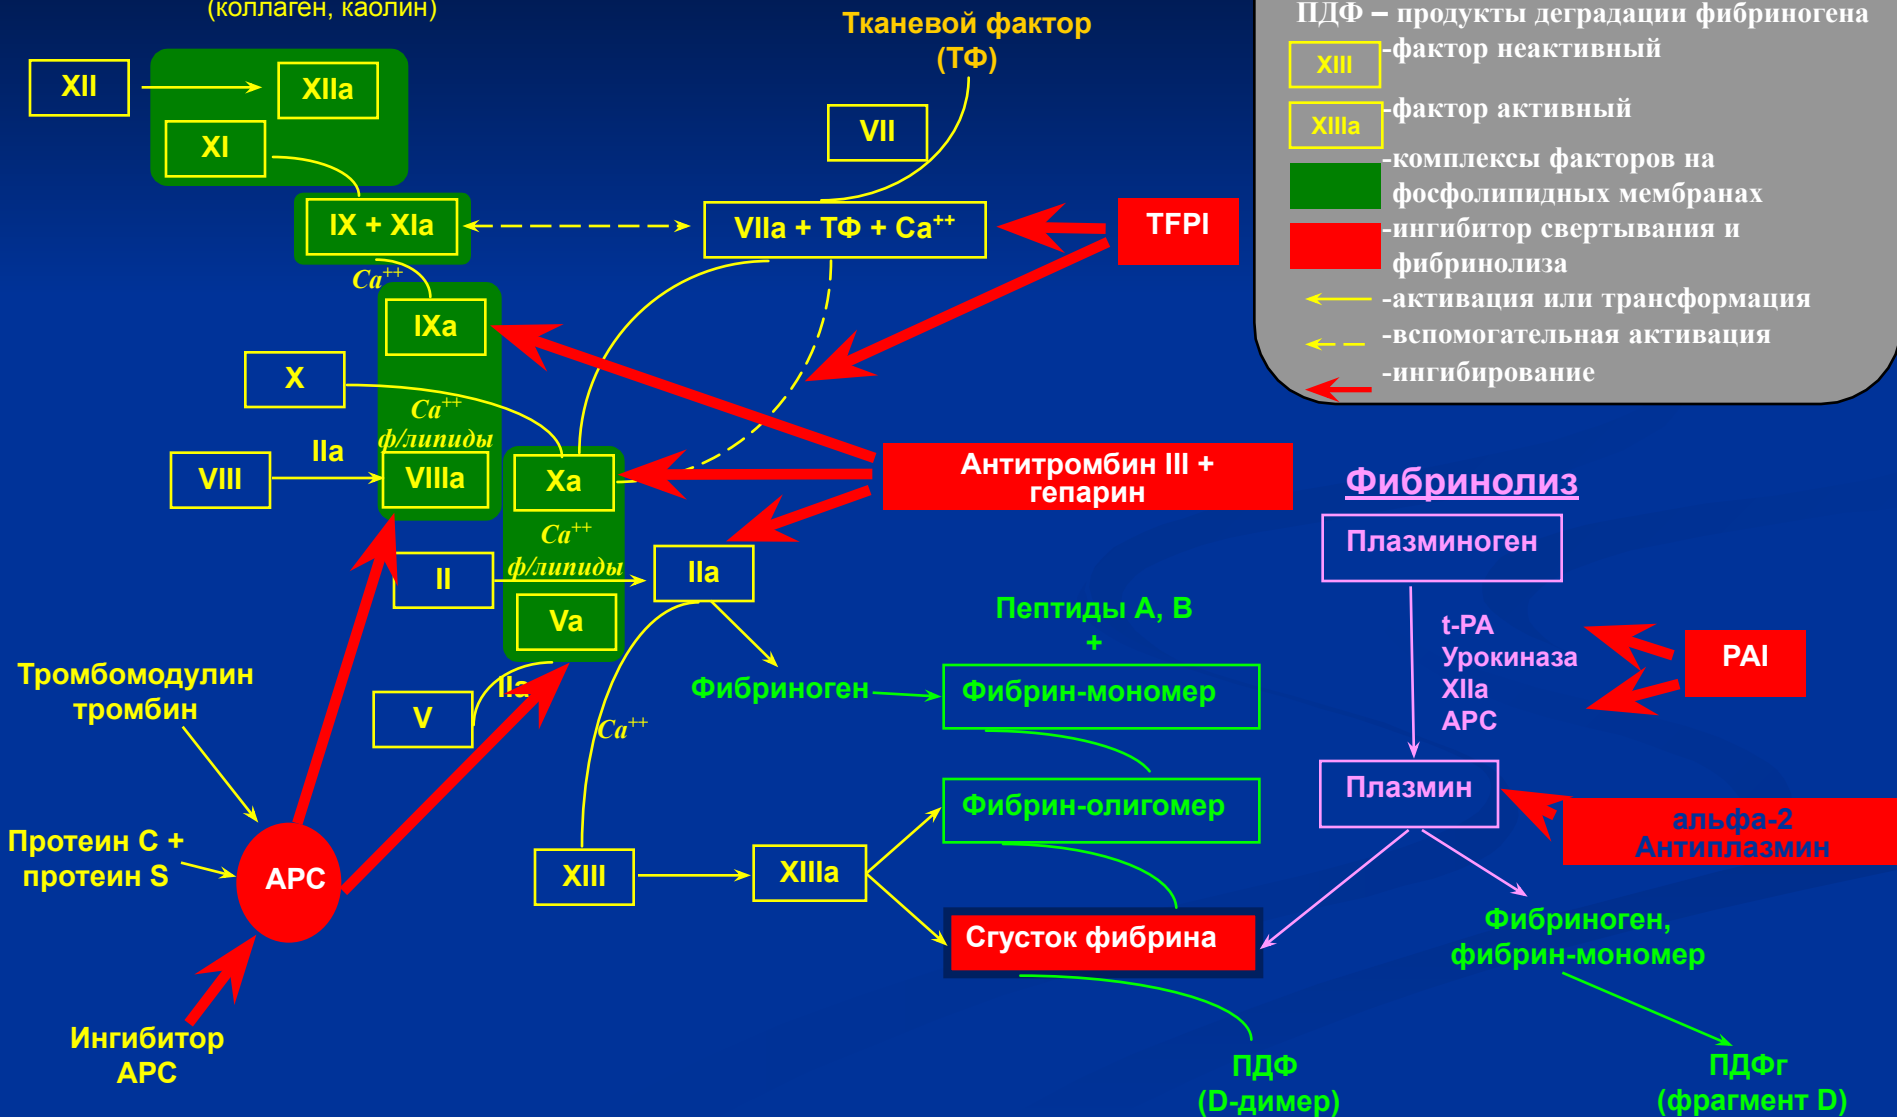 (коллаген, каолин)
Тканевой фактор
(ТФ)
ПДФ – продукты деградации фибриногена
XIII
-фактор неактивный
XIIIa
-фактор активный
-комплексы факторов на
фосфолипидных мембранах
-ингибитор свертывания и
фибринолиза
-активация или трансформация
-вспомогательная активация
-ингибирование
XII
XIIa
XI
VII
IX + XIa
VIIa + ТФ + Ca++
TFPI
Ca++
IXa
X
Ca++
ф/липиды
IIa
VIII
VIIIa
Xa
Антитромбин III +
гепарин
Ca++
ф/липиды
II
IIa
Va
IIa
V
Ca++
Тромбомодулин
тромбин
Протеин С +
протеин S
АРС
Ингибитор
АРС
XIII
XIIIa
Фибриноген
Пептиды А, В
+
Фибрин-мономер
Фибрин-олигомер
Сгусток фибрина
ПДФ
(D-димер)
Фибринолиз
Плазминоген
t-PA
Урокиназа
XIIa
АРС
PAI
Плазмин
альфа-2
Антиплазмин
Фибриноген,
фибрин-мономер
ПДФг
(фрагмент D)